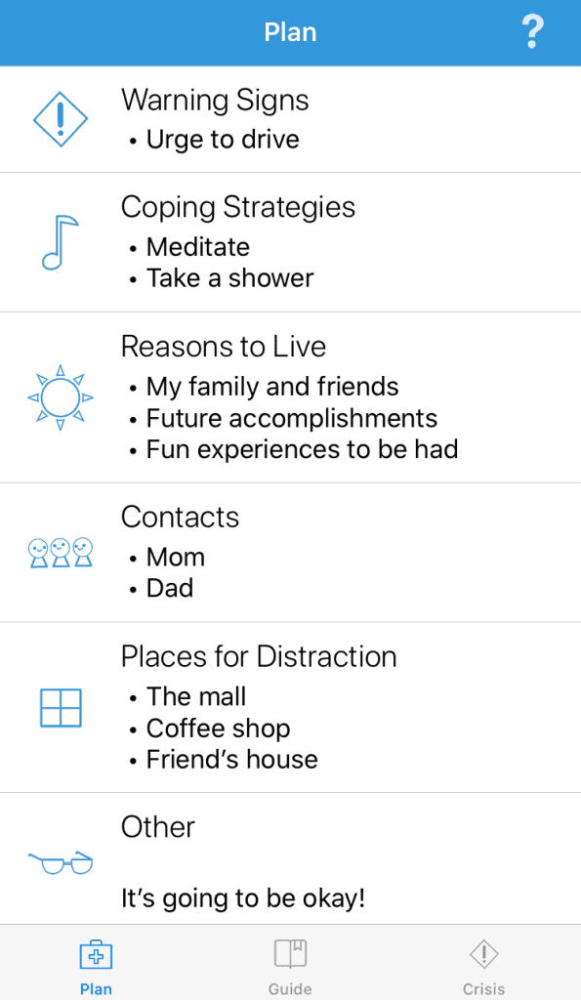 Plan ?
Warning Signs
• Urge to drive
Coping Strategies
• Meditate
• Take a shower
Reasons to Live
• My family and friends
• Future accomplishments
• Fun experiences to be had
Contacts
• Mom
• Dad
Places for Distraction
• The mall
• Coffee shop
• Friend’s house
Other
It’s going to be okay!
Plan Guide Crisis